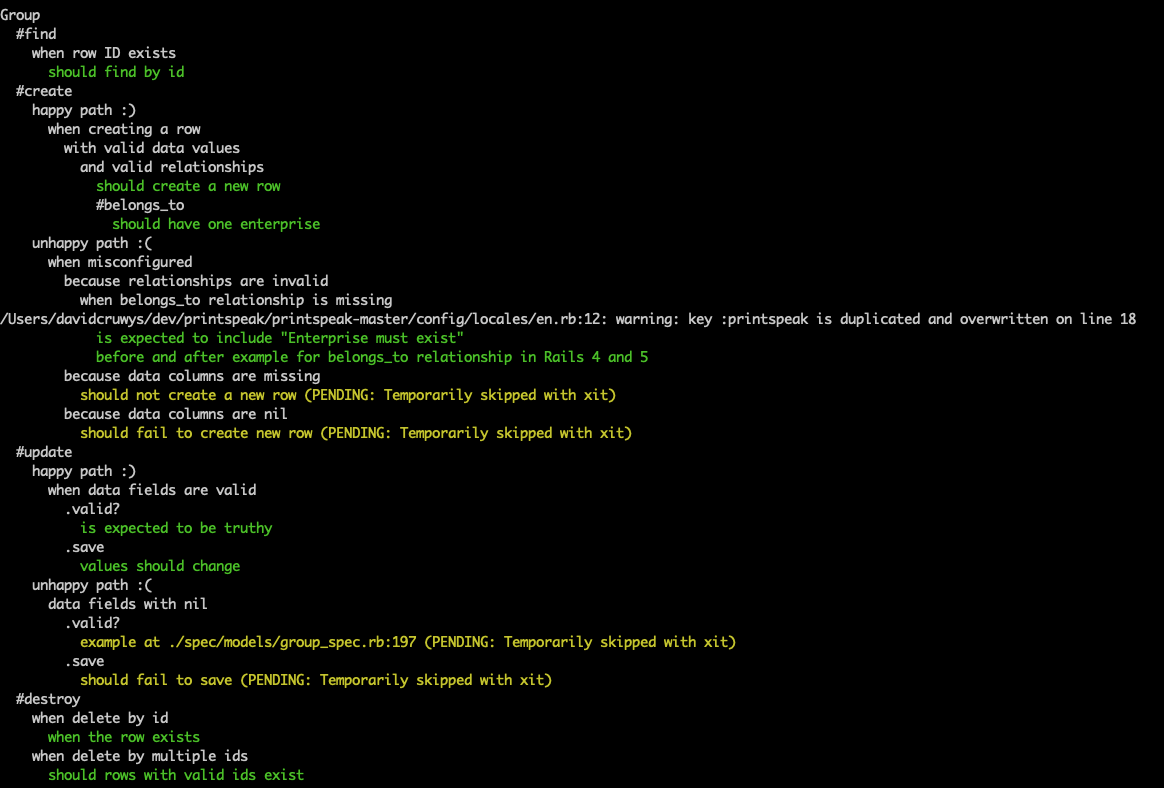 Group
#find
when row ID exists
should find by id
#create
happy path :)
when creating a row
with valid data values
and valid relationships
should create a new row
#belongs_to
should have one enterprise
unhappy path :(
when misconfigured
because relationships are invalid
when belongs_to relationship is missing
/Users/davidcruwys/dev/printspeak/printspeak-master/config/locales/en.rb:12: warning: key :printspeak is duplicated and overwritten on line 18
is expected to include "Enterprise must exist"
before and after example for belongs_to relationship in Rails 4 and 5
because data columns are missing
should not create a new row (PENDING: Temporarily skipped with xit)
because data columns are nil
should fail to create new row (PENDING: Temporarily skipped with xit)
#update
happy path :)
when data fields are valid
.valid?
is expected to be truthy
.save
values should change
unhappy path :(
data fields with nil
.valid?
example at ./spec/models/group_spec.rb:197 (PENDING: Temporarily skipped with xit)
.save
should fail to save (PENDING: Temporarily skipped with xit)
#destroy
when delete by id
when the row exists
when delete by multiple ids
should rows with valid ids exist